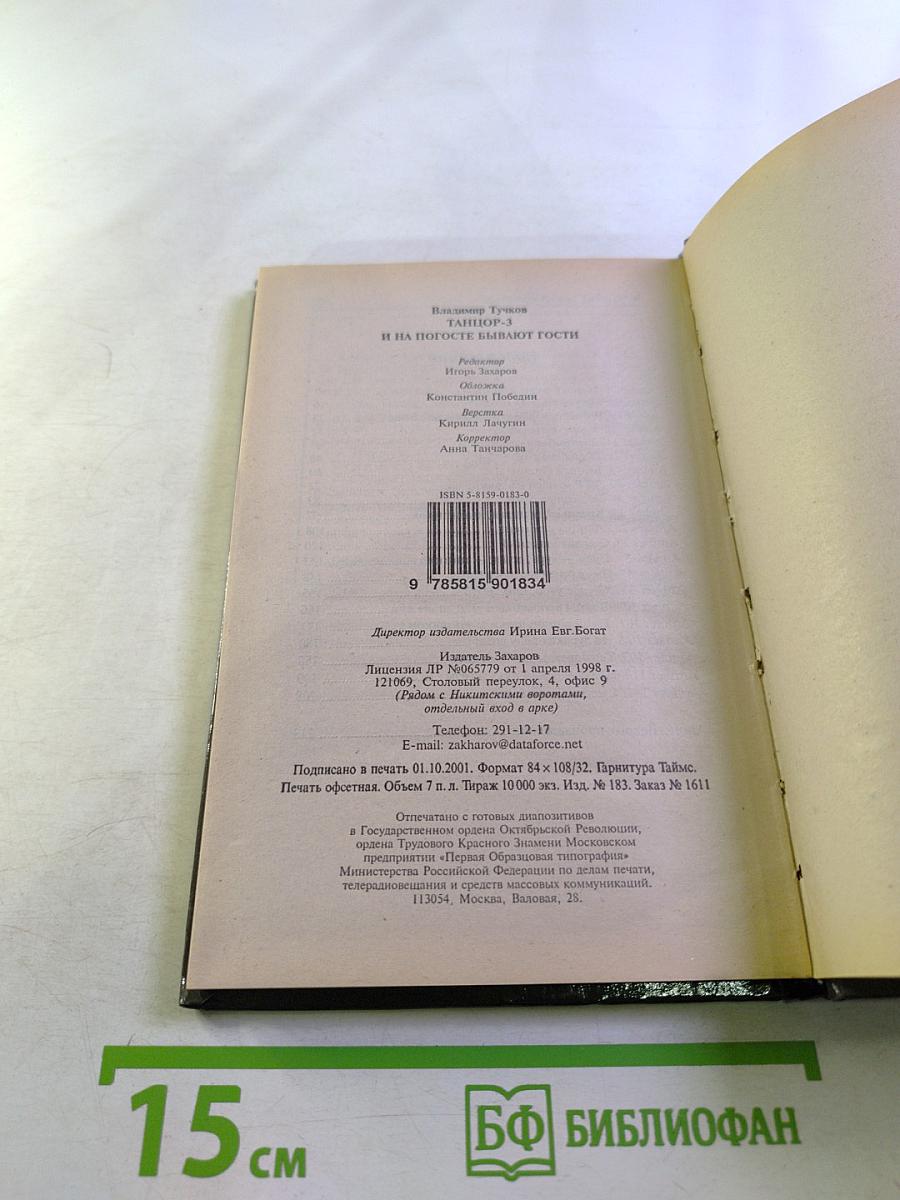 Владимир Тучков
ТАНЦОР-3
И НА ПОГОСТЕ БЫВАЮТ ГОСТИ
Редактор
Игорь Захаров
Обложка
Константин Победин
Верстка
Кирилл Лачугин
Корректор
Анна Танчарова
ISBN 5-8159-0183-0
9 785815 901834
Директор издательства Ирина Евг.Богат
Издатель Захаров
Лицензия ЛР №065779 от 1 апреля 1998 г.
121069, Столовый переулок, 4, офис 9
(Рядом с Никитскими воротами,
отдельный вход в арке)
Телефон: 291-12-17
E-mail: zakharov@dataforce.net
Подписано в печать 01.10.2001. Формат 84×108/32. Гарнитура Таймс.
Печать офсетная. Объем 7 п. л. Тираж 10 000 экз. Изд. № 183. Заказ № 1611
Отпечатано с готовых диапозитивов
в Государственном ордена Октябрьской Революции,
ордена Трудового Красного Знамени Московском
предприятии «Первая Образцовая типография»
Министерства Российской Федерации по делам печати,
телерадиовещания и средств массовых коммуникаций.
113054, Москва, Валовая, 28.
15 см
БФ БИБЛИОФАН